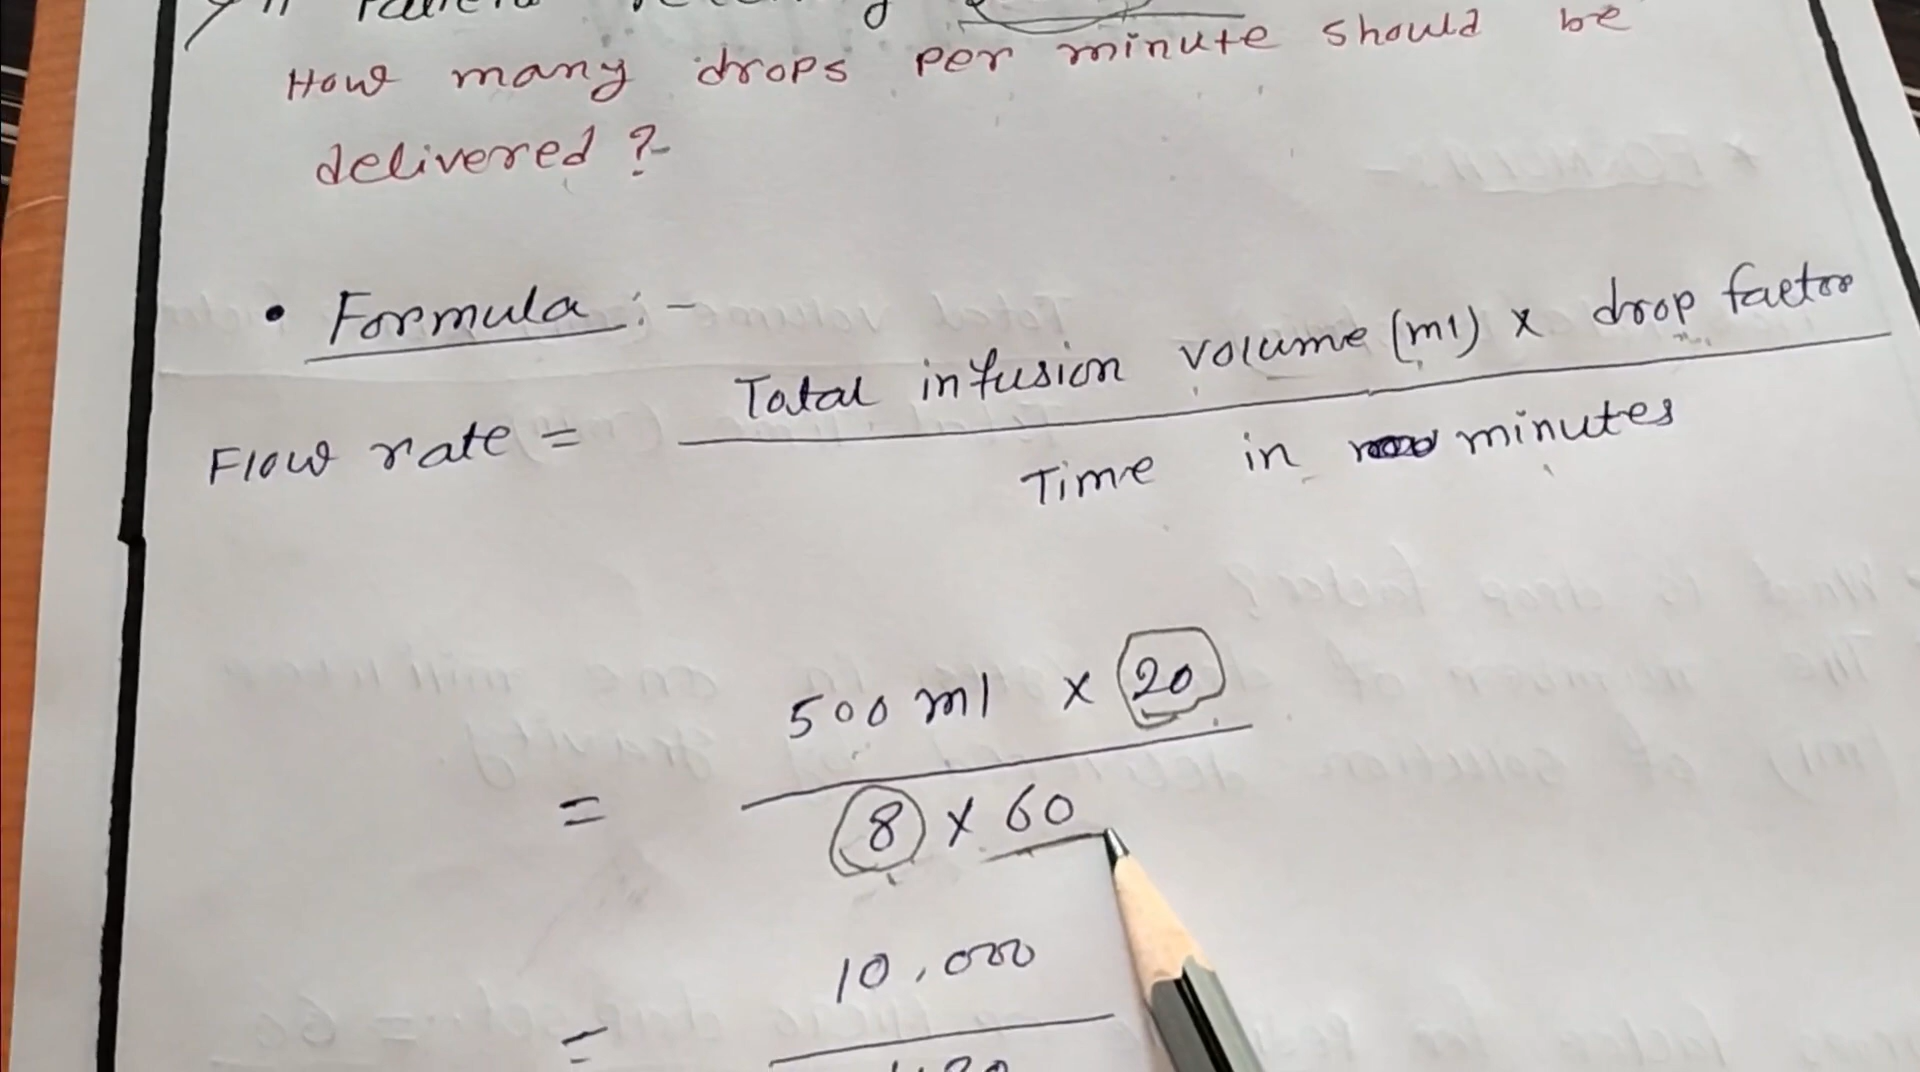 How many drops per minute should be
delivered ?
• Formula :-
Flow rate = Total infusion volume (ml) x drop factor
Time in minutes
= 500 ml x 20
8 x 60
= 10,000